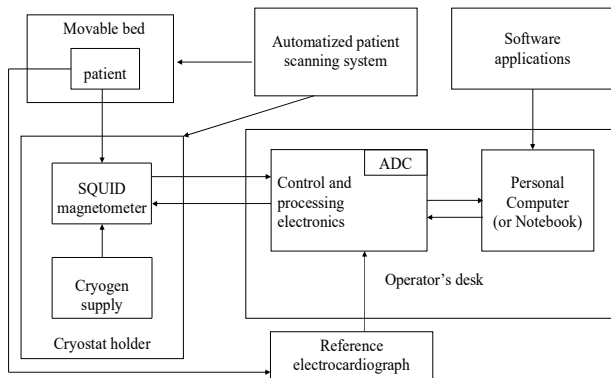 Movable bed
patient
Automatized patient
scanning system
Software
applications
SQUID
magnetometer
Cryogen
supply
Cryostat holder
ADC
Control and
processing
electronics
Personal
Computer
(or Notebook)
Operator’s desk
Reference
electrocardiograph